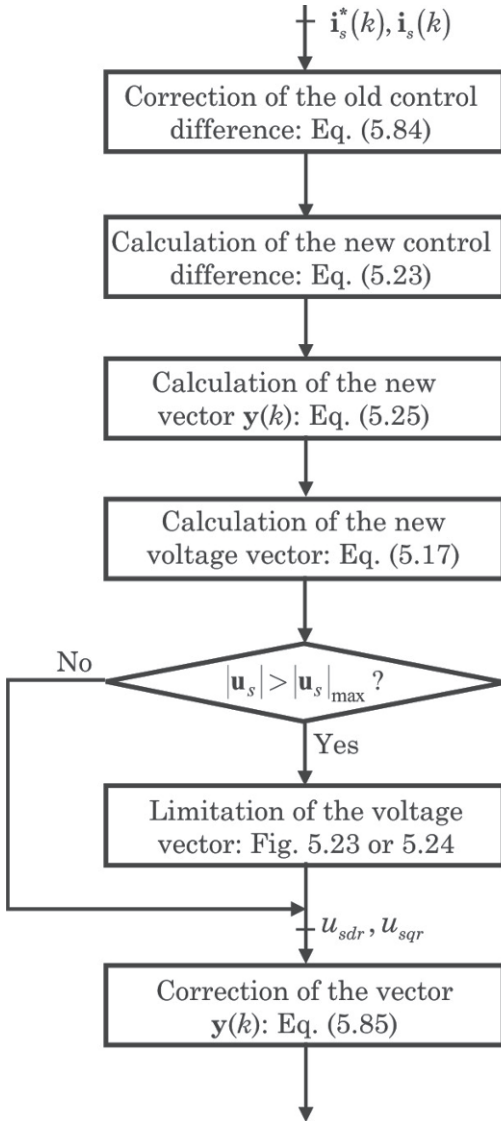 𝐢ₛ*(k), 𝐢ₛ(k)
Correction of the old control
difference: Eq. (5.84)
Calculation of the new control
difference: Eq. (5.23)
Calculation of the new
vector 𝐲(k): Eq. (5.25)
Calculation of the new
voltage vector: Eq. (5.17)
No
|𝐮ₛ| > |𝐮ₛ|max ?
Yes
Limitation of the voltage
vector: Fig. 5.23 or 5.24
u_sdr, u_sqr
Correction of the vector
𝐲(k): Eq. (5.85)